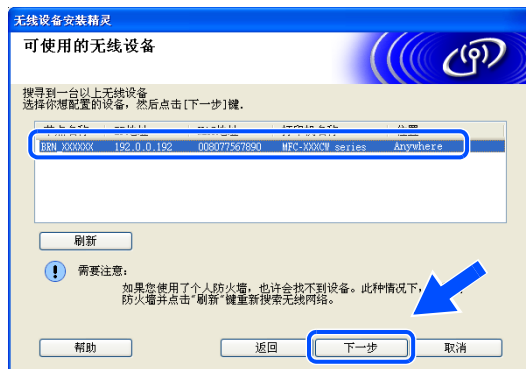 无线设备安装精灵
可使用的无线设备
搜寻到一台以上无线设备
选择你想配置的设备，然后点击[下一步]键.
BRN_XXXXXX 192.0.0.192 008077567890 MFC-XXXCW series Anywhere
刷新
需要注意:
如果您使用了个人防火墙，也许会找不到设备。此种情况下，
防火墙并点击"刷新"键重新搜索无线网络。
帮助 返回 下一步 取消